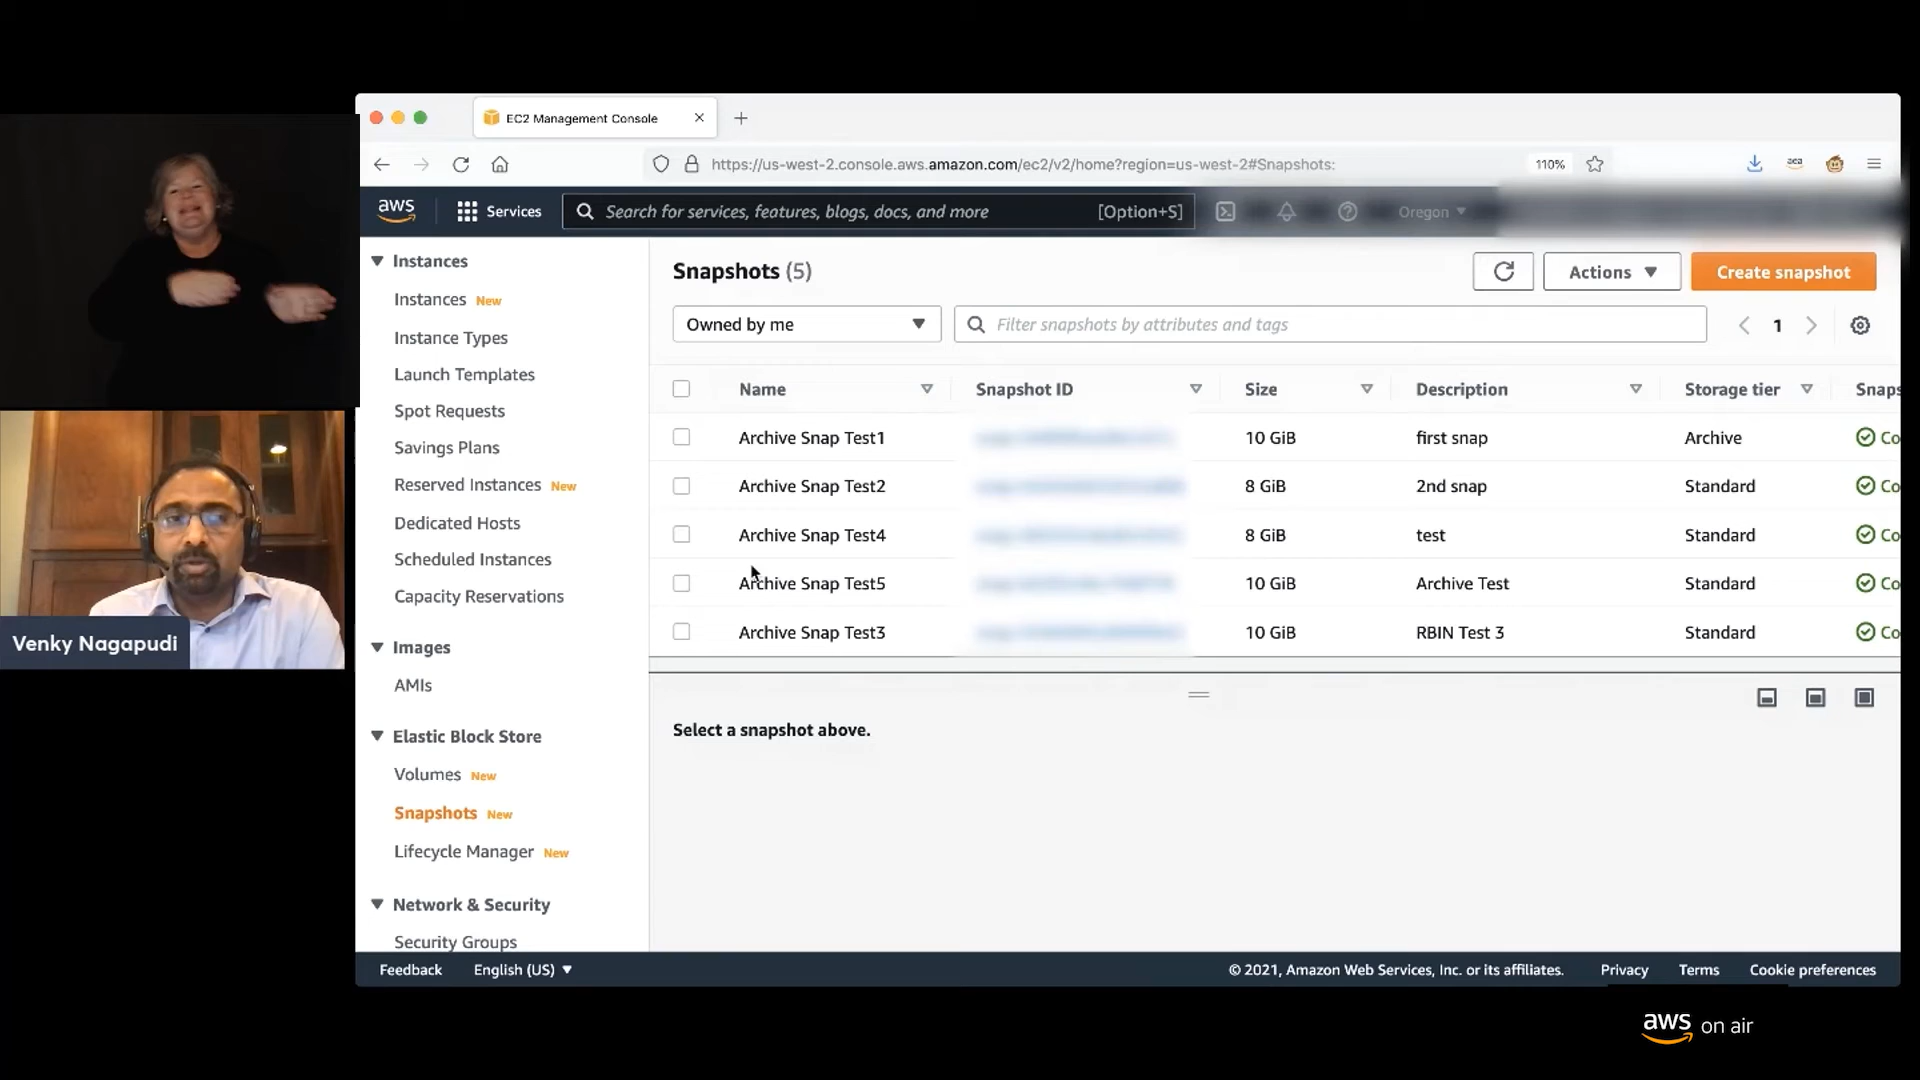 EC2 Management Console
https://us-west-2.console.aws.amazon.com/ec2/v2/home?region=us-west-2#Snapshots:
110%
aws
Services
Search for services, features, blogs, docs, and more
[Option+S]
Oregon
Instances
Instances New
Instance Types
Launch Templates
Spot Requests
Savings Plans
Reserved Instances New
Dedicated Hosts
Scheduled Instances
Capacity Reservations
Images
AMIs
Elastic Block Store
Volumes New
Snapshots New
Lifecycle Manager New
Network & Security
Security Groups
Snapshots (5)
Actions
Create snapshot
Owned by me
Filter snapshots by attributes and tags
1
Name Snapshot ID Size Description Storage tier Snaps
Archive Snap Test1 10 GiB first snap Archive Co
Archive Snap Test2 8 GiB 2nd snap Standard Co
Archive Snap Test4 8 GiB test Standard Co
Archive Snap Test5 10 GiB Archive Test Standard Co
Archive Snap Test3 10 GiB RBIN Test 3 Standard Co
Select a snapshot above.
Venky Nagapudi
Feedback
English (US)
© 2021, Amazon Web Services, Inc. or its affiliates.
Privacy
Terms
Cookie preferences
aws on air